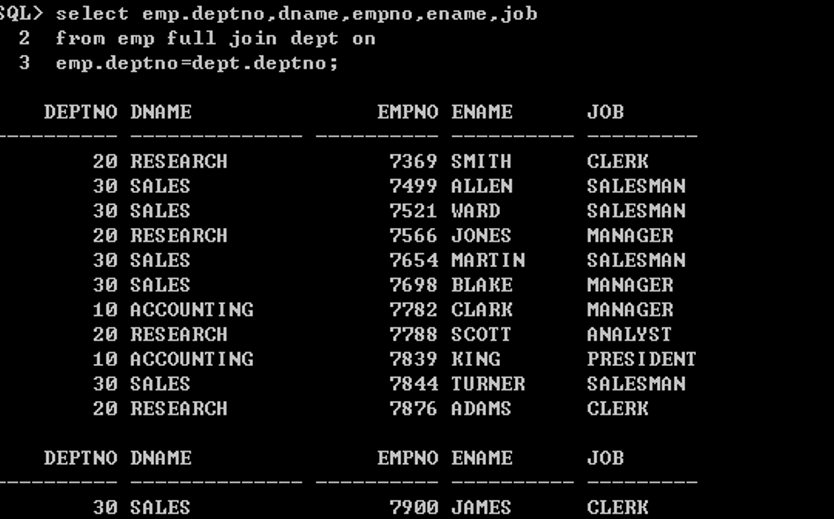 SQL> select emp.deptno,dname,empno,ename,job
2 from emp full join dept on
3 emp.deptno=dept.deptno;
DEPTNO DNAME EMPNO ENAME JOB
---------- -------------- ---------- ---------- ---------
20 RESEARCH 7369 SMITH CLERK
30 SALES 7499 ALLEN SALESMAN
30 SALES 7521 WARD SALESMAN
20 RESEARCH 7566 JONES MANAGER
30 SALES 7654 MARTIN SALESMAN
30 SALES 7698 BLAKE MANAGER
10 ACCOUNTING 7782 CLARK MANAGER
20 RESEARCH 7788 SCOTT ANALYST
10 ACCOUNTING 7839 KING PRESIDENT
30 SALES 7844 TURNER SALESMAN
20 RESEARCH 7876 ADAMS CLERK
DEPTNO DNAME EMPNO ENAME JOB
---------- -------------- ---------- ---------- ---------
30 SALES 7900 JAMES CLERK